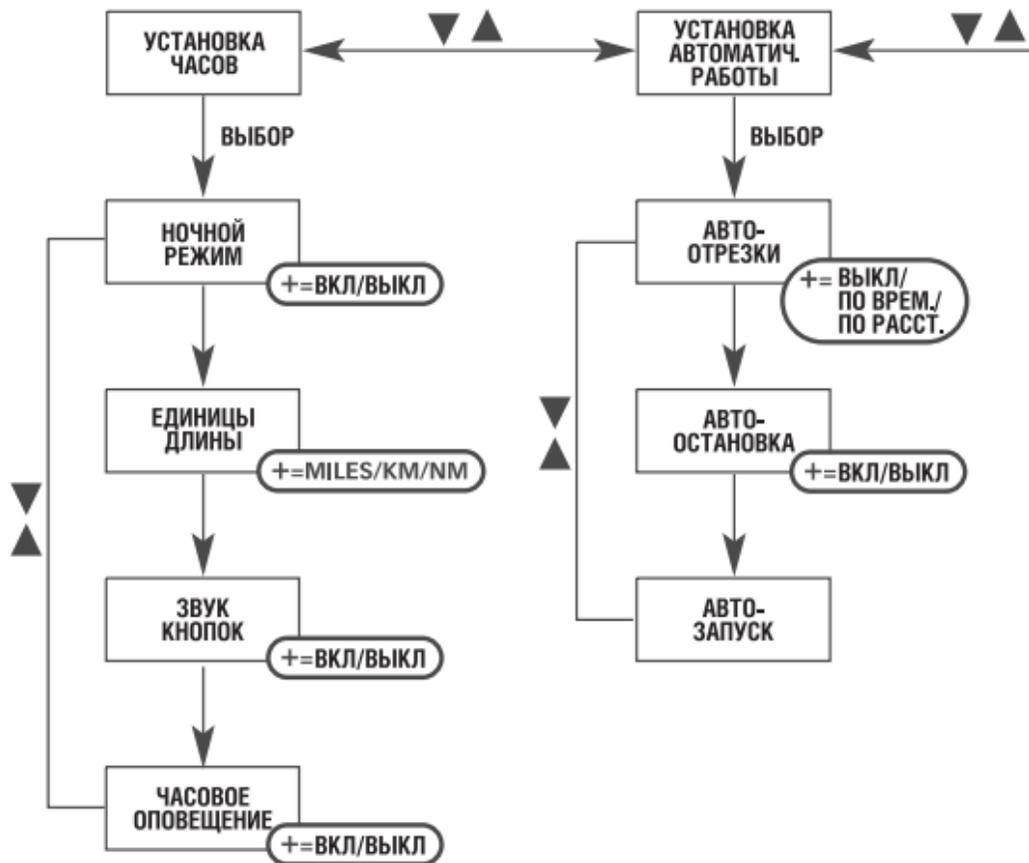 УСТАНОВКА
ЧАСОВ
▼ ▲
УСТАНОВКА
АВТОМАТИЧ.
РАБОТЫ
▼ ▲
ВЫБОР
ВЫБОР
НОЧНОЙ
РЕЖИМ
+=ВКЛ/ВЫКЛ
АВТО-
ОТРЕЗКИ
+= ВЫКЛ/
ПО ВРЕМ./
ПО РАССТ.
ЕДИНИЦЫ
ДЛИНЫ
+=MILES/KM/NM
АВТО-
ОСТАНОВКА
+=ВКЛ/ВЫКЛ
▼
▲
▼
▲
ЗВУК
КНОПОК
+=ВКЛ/ВЫКЛ
АВТО-
ЗАПУСК
ЧАСОВОЕ
ОПОВЕЩЕНИЕ
+=ВКЛ/ВЫКЛ